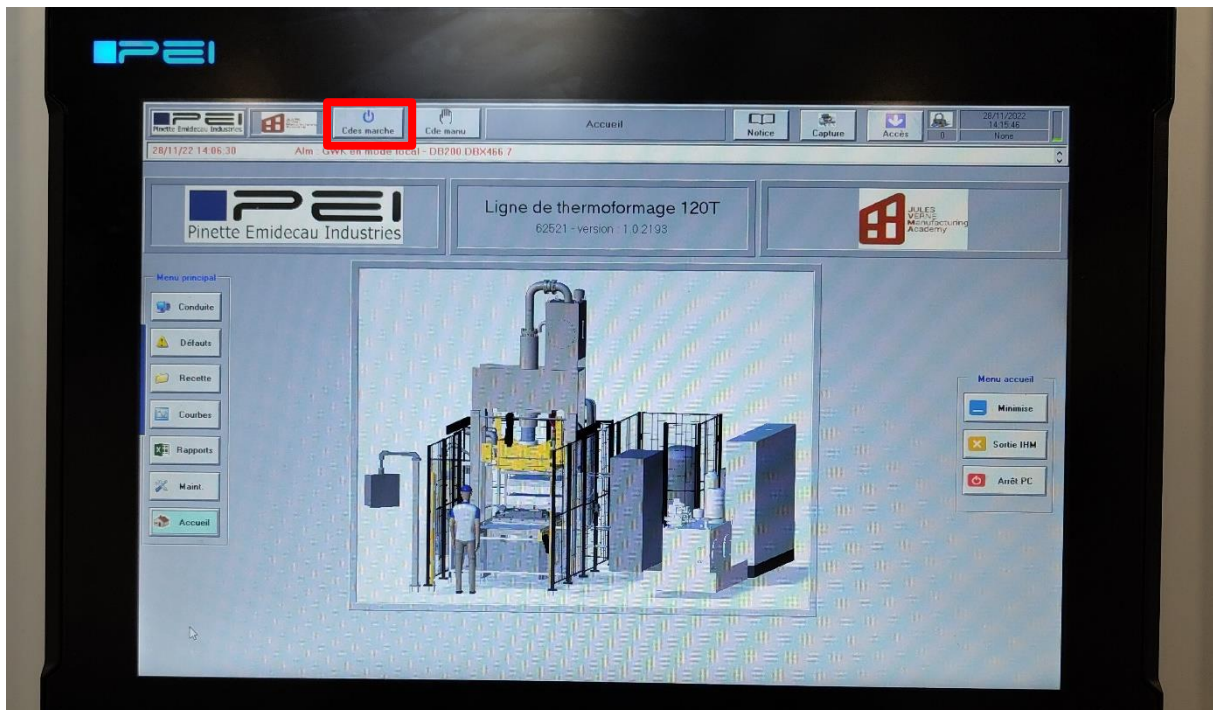 PEI
PEI
Pinette Emidecau Industries
Cdes marche
Cde manu
Accueil
Notice
Capture
Accès
0
28/11/2022
14:15:46
None
28/11/22 14:06:30 Alm : GWK en mode local - DB200.DBX466.7
PEI
Pinette Emidecau Industries
Ligne de thermoformage 120T
62521 - version : 1.0.2193
JULES
VERNE
Manufacturing
Academy
Menu principal
Conduite
Défauts
Recette
Courbes
Rapports
Maint.
Accueil
Menu accueil
Minimise
Sortie IHM
Arrêt PC